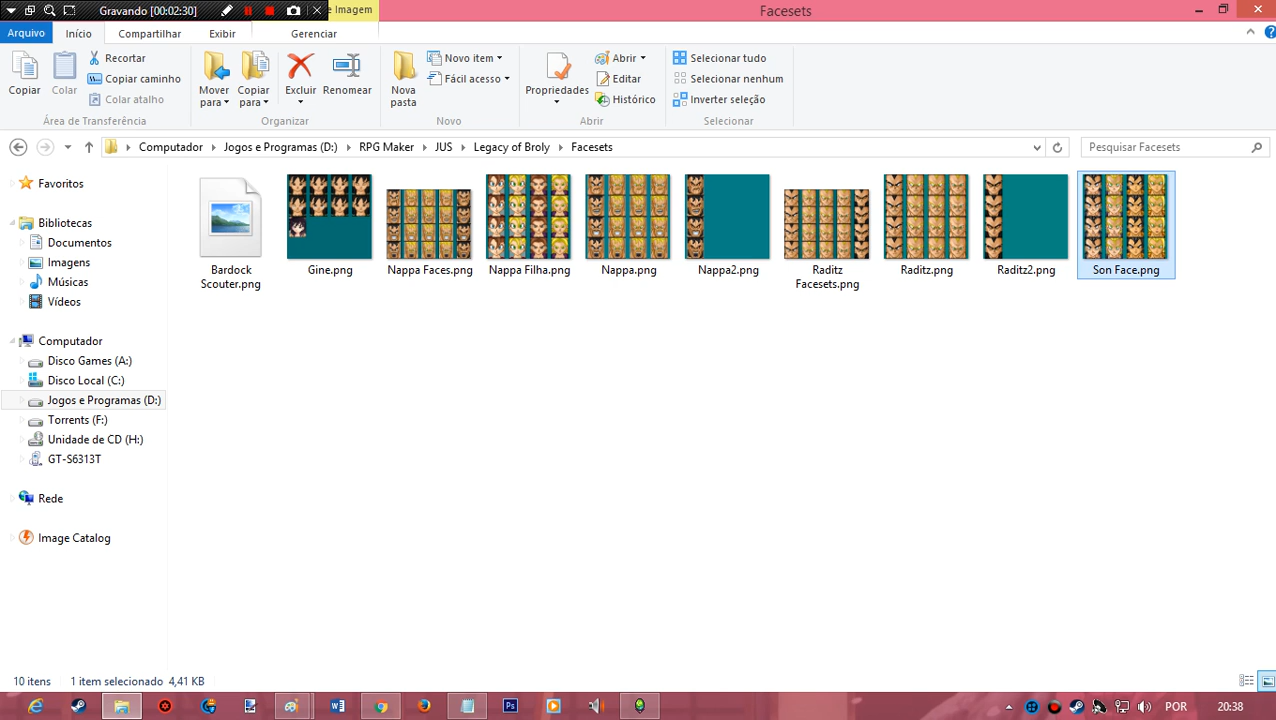 Gravando [00:02:30]
e Imagem
Facesets
Arquivo
Início
Compartilhar
Exibir
Gerenciar
Copiar
Colar
Recortar
Copiar caminho
Colar atalho
Área de Transferência
Mover para
Copiar para
Excluir
Renomear
Organizar
Nova pasta
Novo item
Fácil acesso
Novo
Propriedades
Abrir
Editar
Histórico
Abrir
Selecionar tudo
Selecionar nenhum
Inverter seleção
Selecionar
Computador
Jogos e Programas (D:)
RPG Maker
JUS
Legacy of Broly
Facesets
Pesquisar Facesets
Favoritos
Bibliotecas
Documentos
Imagens
Músicas
Vídeos
Computador
Disco Games (A:)
Disco Local (C:)
Jogos e Programas (D:)
Torrents (F:)
Unidade de CD (H:)
GT-S6313T
Rede
Image Catalog
Bardock
Scouter.png
Gine.png
Nappa Faces.png
Nappa Filha.png
Nappa.png
Nappa2.png
Raditz
Facesets.png
Raditz.png
Raditz2.png
Son Face.png
10 itens
1 item selecionado 4,41 KB
Ps
POR
20:38